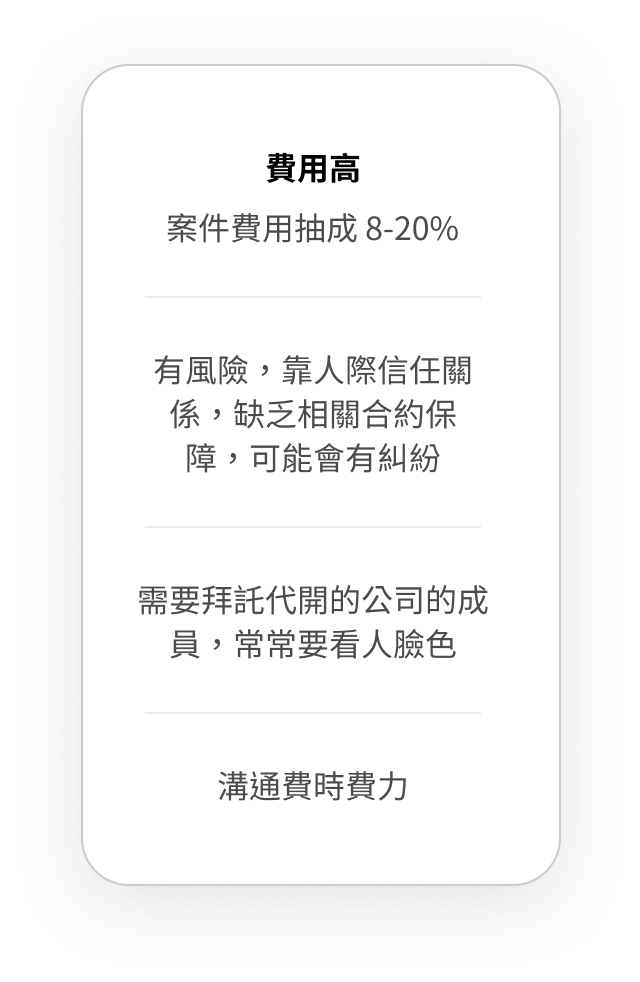 費用高
案件費用抽成 8-20%
有風險，靠人際信任關
係，缺乏相關合約保
障，可能會有糾紛
需要拜託代開的公司的成
員，常常要看人臉色
溝通費時費力